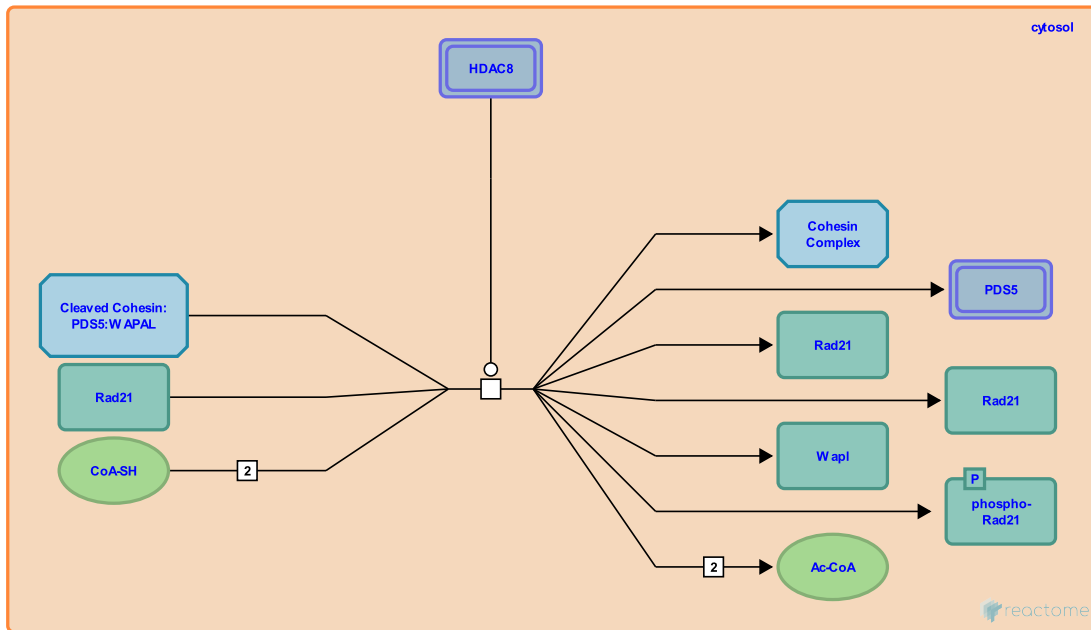 cytosol
HDAC8
Cohesin
Complex
Cleaved Cohesin:
PDS5:WAPAL
PDS5
Rad21
Rad21
Rad21
CoA-SH
2
Wapl
P
phospho-
Rad21
2
Ac-CoA
reactome